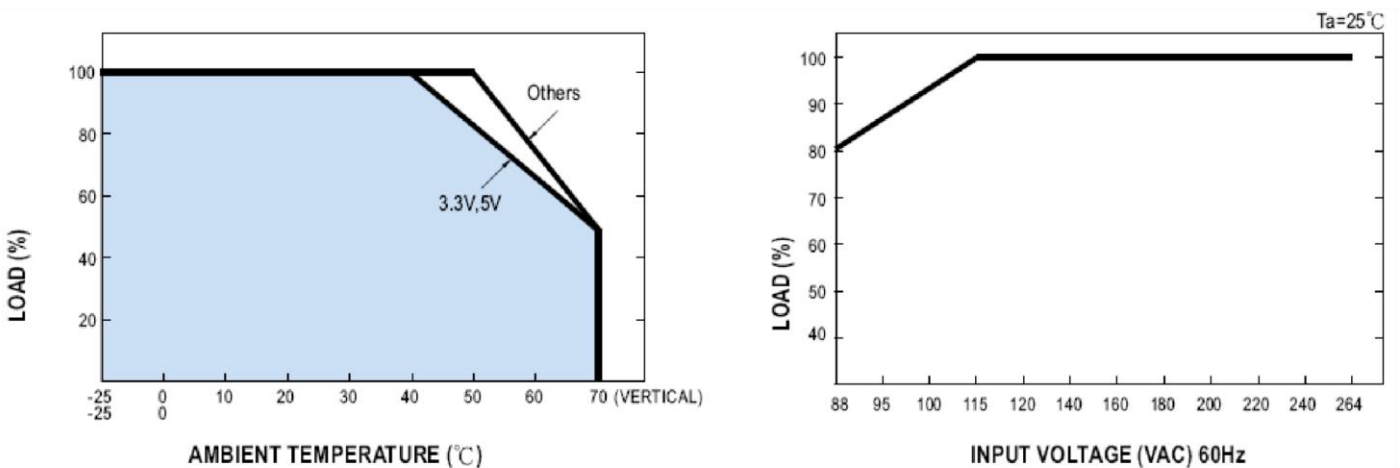 Ta=25℃
100
80
60
40
20
LOAD (%)
Others
3.3V,5V
-25 0 10 20 30 40 50 60 70 (VERTICAL)
-25 0
AMBIENT TEMPERATURE (℃)
100
90
80
70
60
50
40
LOAD (%)
88 95 100 115 120 140 160 180 200 220 240 264
INPUT VOLTAGE (VAC) 60Hz